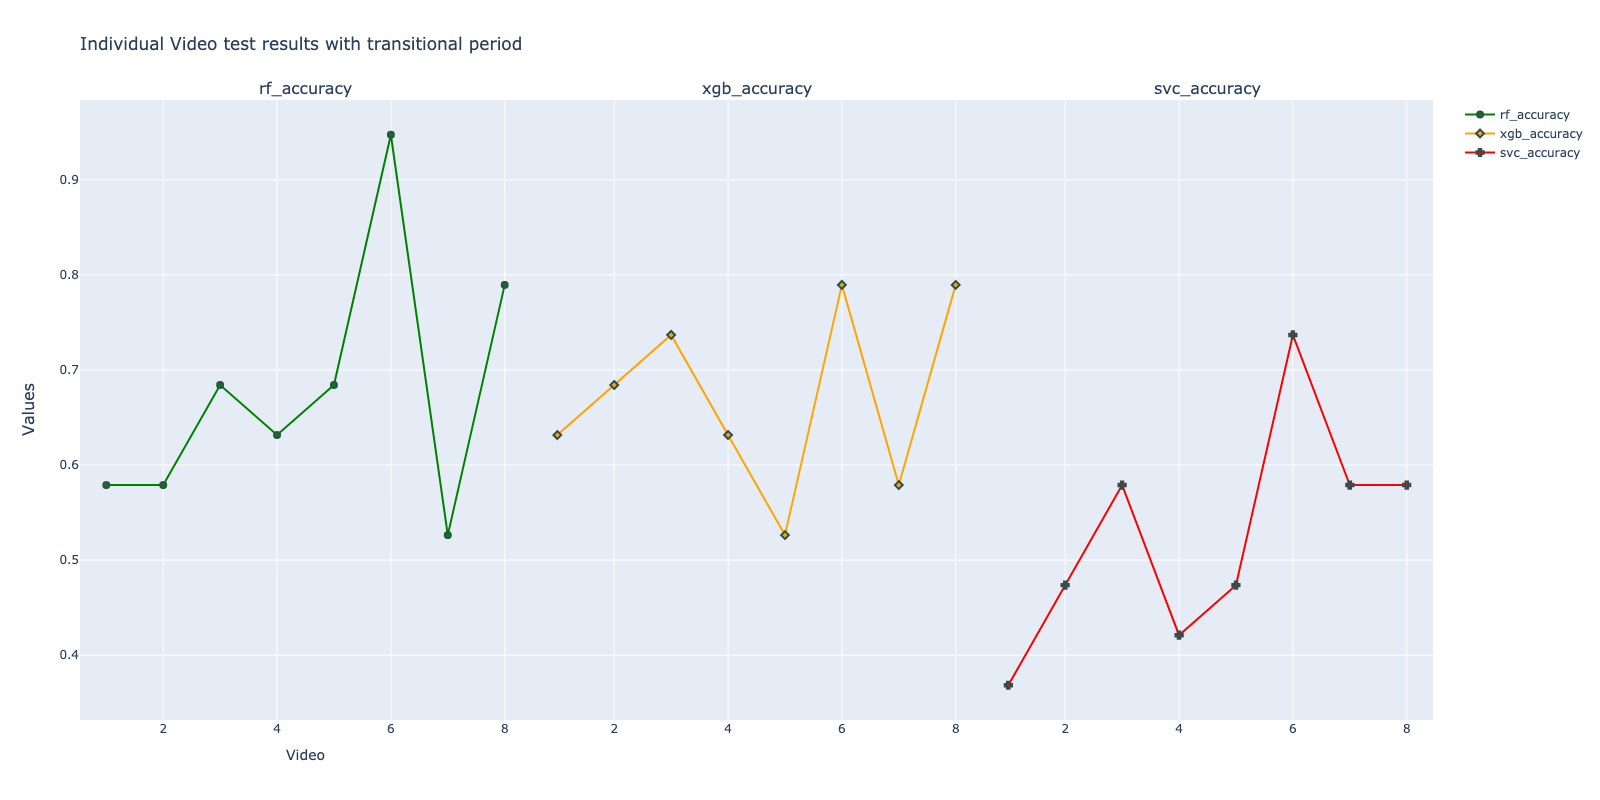 Individual Video test results with transitional period
rf_accuracy
xgb_accuracy
svc_accuracy
rf_accuracy
xgb_accuracy
svc_accuracy
Values
0.9
0.8
0.7
0.6
0.5
0.4
2 4 6 8 2 4 6 8 2 4 6 8
Video